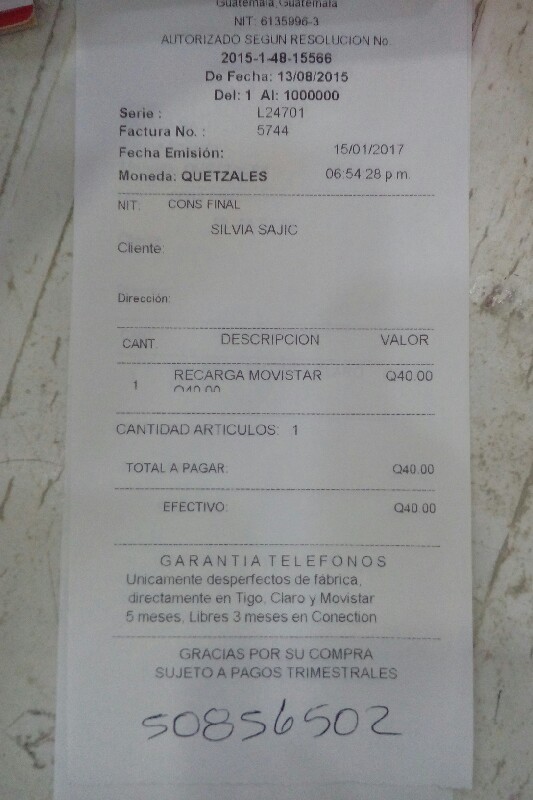 Guatemala, Guatemala
NIT: 6135996-3
AUTORIZADO SEGUN RESOLUCION No.
2015-1-48-15566
De Fecha: 13/08/2015
Del: 1 Al: 1000000
Serie : L24701
Factura No. : 5744
Fecha Emisión: 15/01/2017
Moneda: QUETZALES 06:54:28 p.m.
NIT: CONS FINAL
SILVIA SAJIC
Cliente:
Dirección:
CANT. DESCRIPCION VALOR
1 RECARGA MOVISTAR Q40.00
Q40.00
CANTIDAD ARTICULOS: 1
TOTAL A PAGAR: Q40.00
EFECTIVO: Q40.00
GARANTIA TELEFONOS
Unicamente desperfectos de fábrica,
directamente en Tigo, Claro y Movistar
5 meses, Libres 3 meses en Conection
GRACIAS POR SU COMPRA
SUJETO A PAGOS TRIMESTRALES
50856502